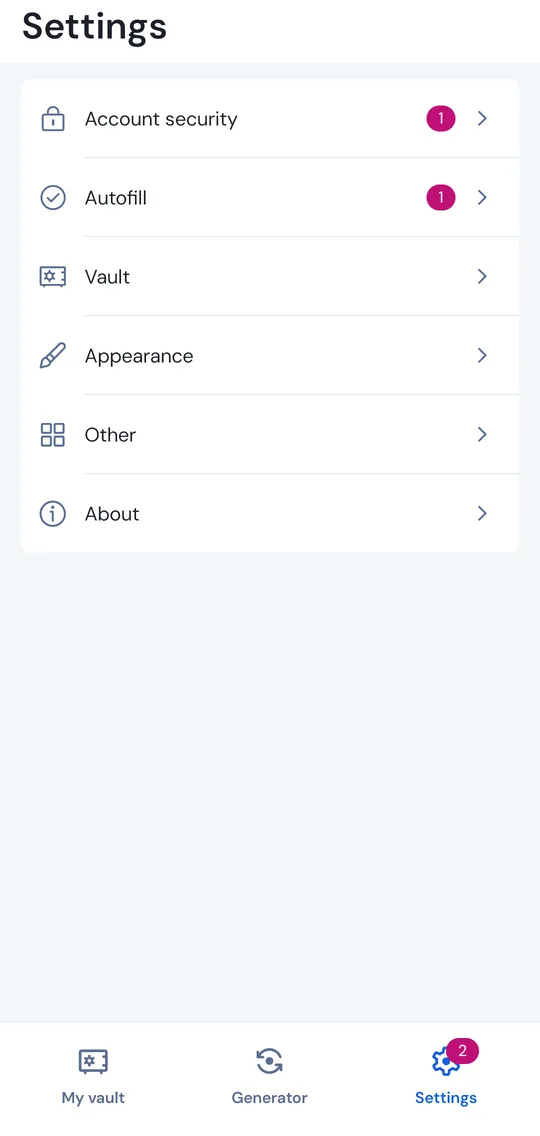 Settings
Account security 1
Autofill 1
Vault
Appearance
Other
About
2
My vault Generator Settings